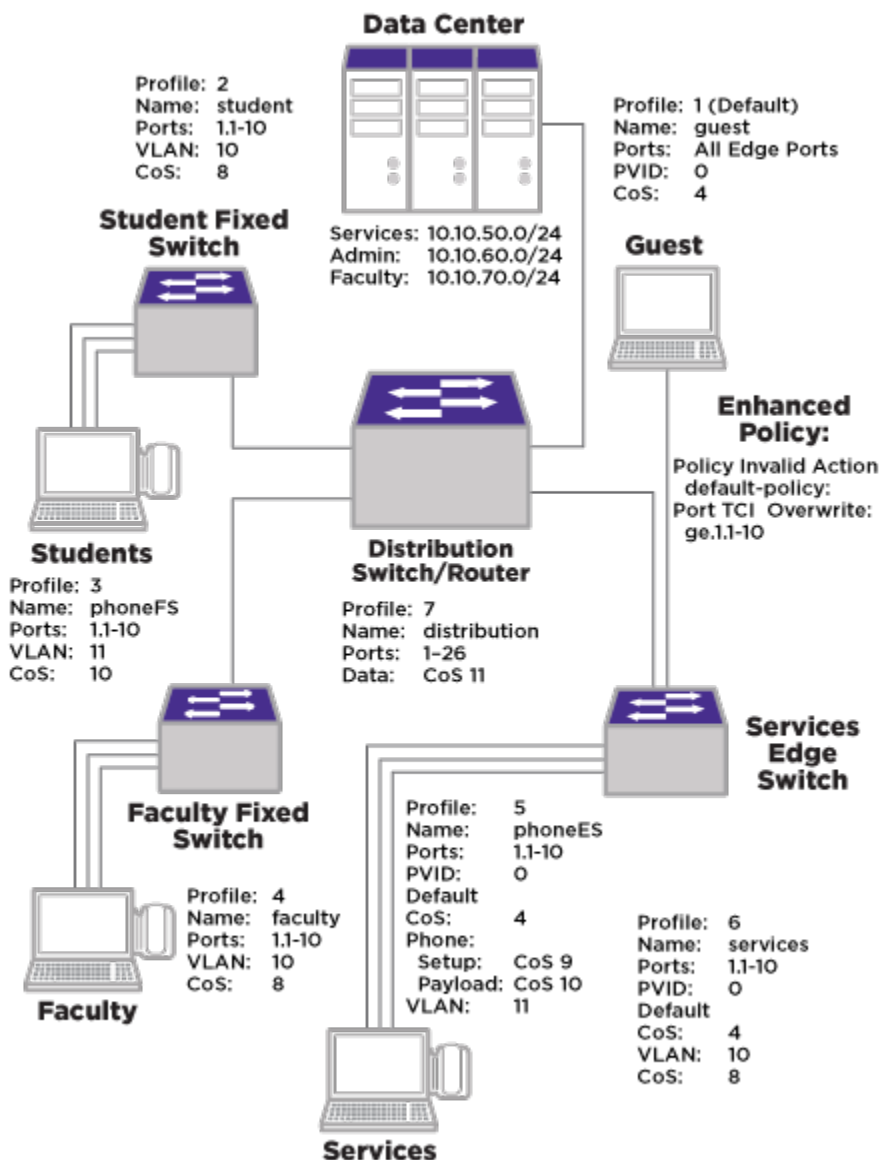 Data Center
Profile: 2
Name: student
Ports: 1.1-10
VLAN: 10
CoS: 8
Profile: 1 (Default)
Name: guest
Ports: All Edge Ports
PVID: 0
CoS: 4
Student Fixed
Switch
Services: 10.10.50.0/24
Admin: 10.10.60.0/24
Faculty: 10.10.70.0/24
Guest
Enhanced
Policy:
Policy Invalid Action
default-policy:
Port TCI Overwrite:
ge.1.1-10
Students
Profile: 3
Name: phoneFS
Ports: 1.1-10
VLAN: 11
CoS: 10
Distribution
Switch/Router
Profile: 7
Name: distribution
Ports: 1–26
Data: CoS 11
Services
Edge
Switch
Faculty Fixed
Switch
Profile: 4
Name: faculty
Ports: 1.1-10
VLAN: 10
CoS: 8
Faculty
Profile: 5
Name: phoneES
Ports: 1.1-10
PVID: 0
Default
CoS: 4
Phone:
Setup: CoS 9
Payload: CoS 10
VLAN: 11
Profile: 6
Name: services
Ports: 1.1-10
PVID: 0
Default
CoS: 4
VLAN: 10
CoS: 8
Services